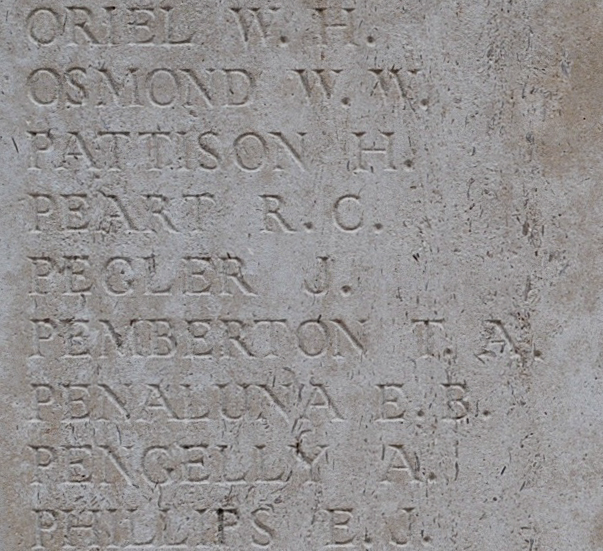 ORIEL W. H.
OSMOND W. W.
PATTISON H.
PEART R. C.
PEGLER J.
PEMBERTON T. A.
PENALUNA E. B.
PENGELLY A.
PHILLIPS E. J.